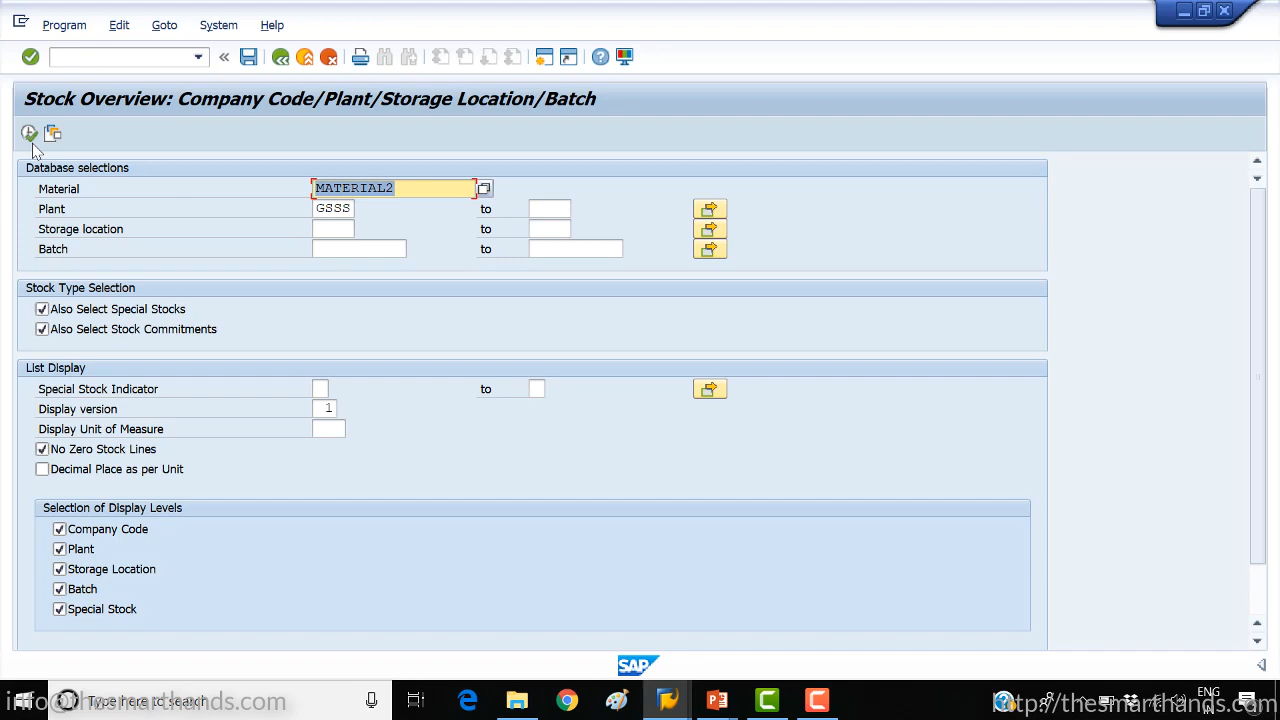 Program Edit Goto System Help
Stock Overview: Company Code/Plant/Storage Location/Batch
Database selections
Material MATERIAL2
Plant GSSS to
Storage location to
Batch to
Stock Type Selection
Also Select Special Stocks
Also Select Stock Commitments
List Display
Special Stock Indicator to
Display version 1
Display Unit of Measure
No Zero Stock Lines
Decimal Place as per Unit
Selection of Display Levels
Company Code
Plant
Storage Location
Batch
Special Stock
SAP
Type here to search
info@thesmarthands.com
ENG
IN
https://thesmarthands.com